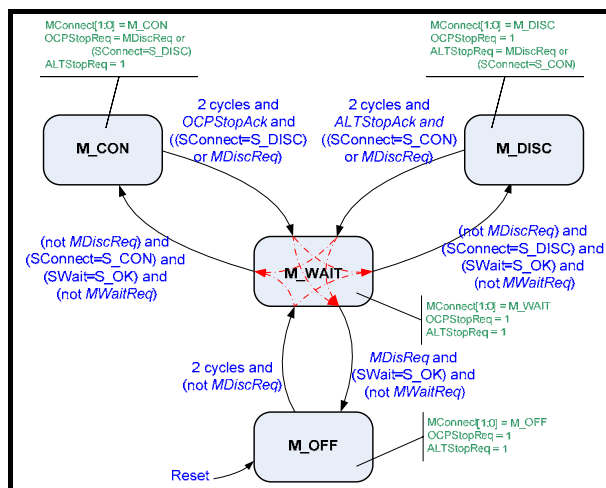 MConnect[1:0] = M_CON
OCPStopReq = MDiscReq or
(SConnect=S_DISC)
ALTStopReq = 1
MConnect[1:0] = M_DISC
OCPStopReq = 1
ALTStopReq = MDiscReq or
(SConnect=S_CON)
2 cycles and
OCPStopAck and
((SConnect=S_DISC)
or MDiscReq)
2 cycles and
ALTStopAck and
((SConnect=S_CON)
or MDiscReq)
M_CON
M_DISC
(not MDiscReq) and
(SConnect=S_CON) and
(SWait=S_OK) and
(not MWaitReq)
M_WAIT
(not MDiscReq) and
(SConnect=S_DISC) and
(SWait=S_OK) and
(not MWaitReq)
MConnect[1:0] = M_WAIT
OCPStopReq = 1
ALTStopReq = 1
2 cycles and
(not MDiscReq)
MDisReq and
(SWait=S_OK) and
(not MWaitReq)
M_OFF
MConnect[1:0] = M_OFF
OCPStopReq = 1
ALTStopReq = 1
Reset